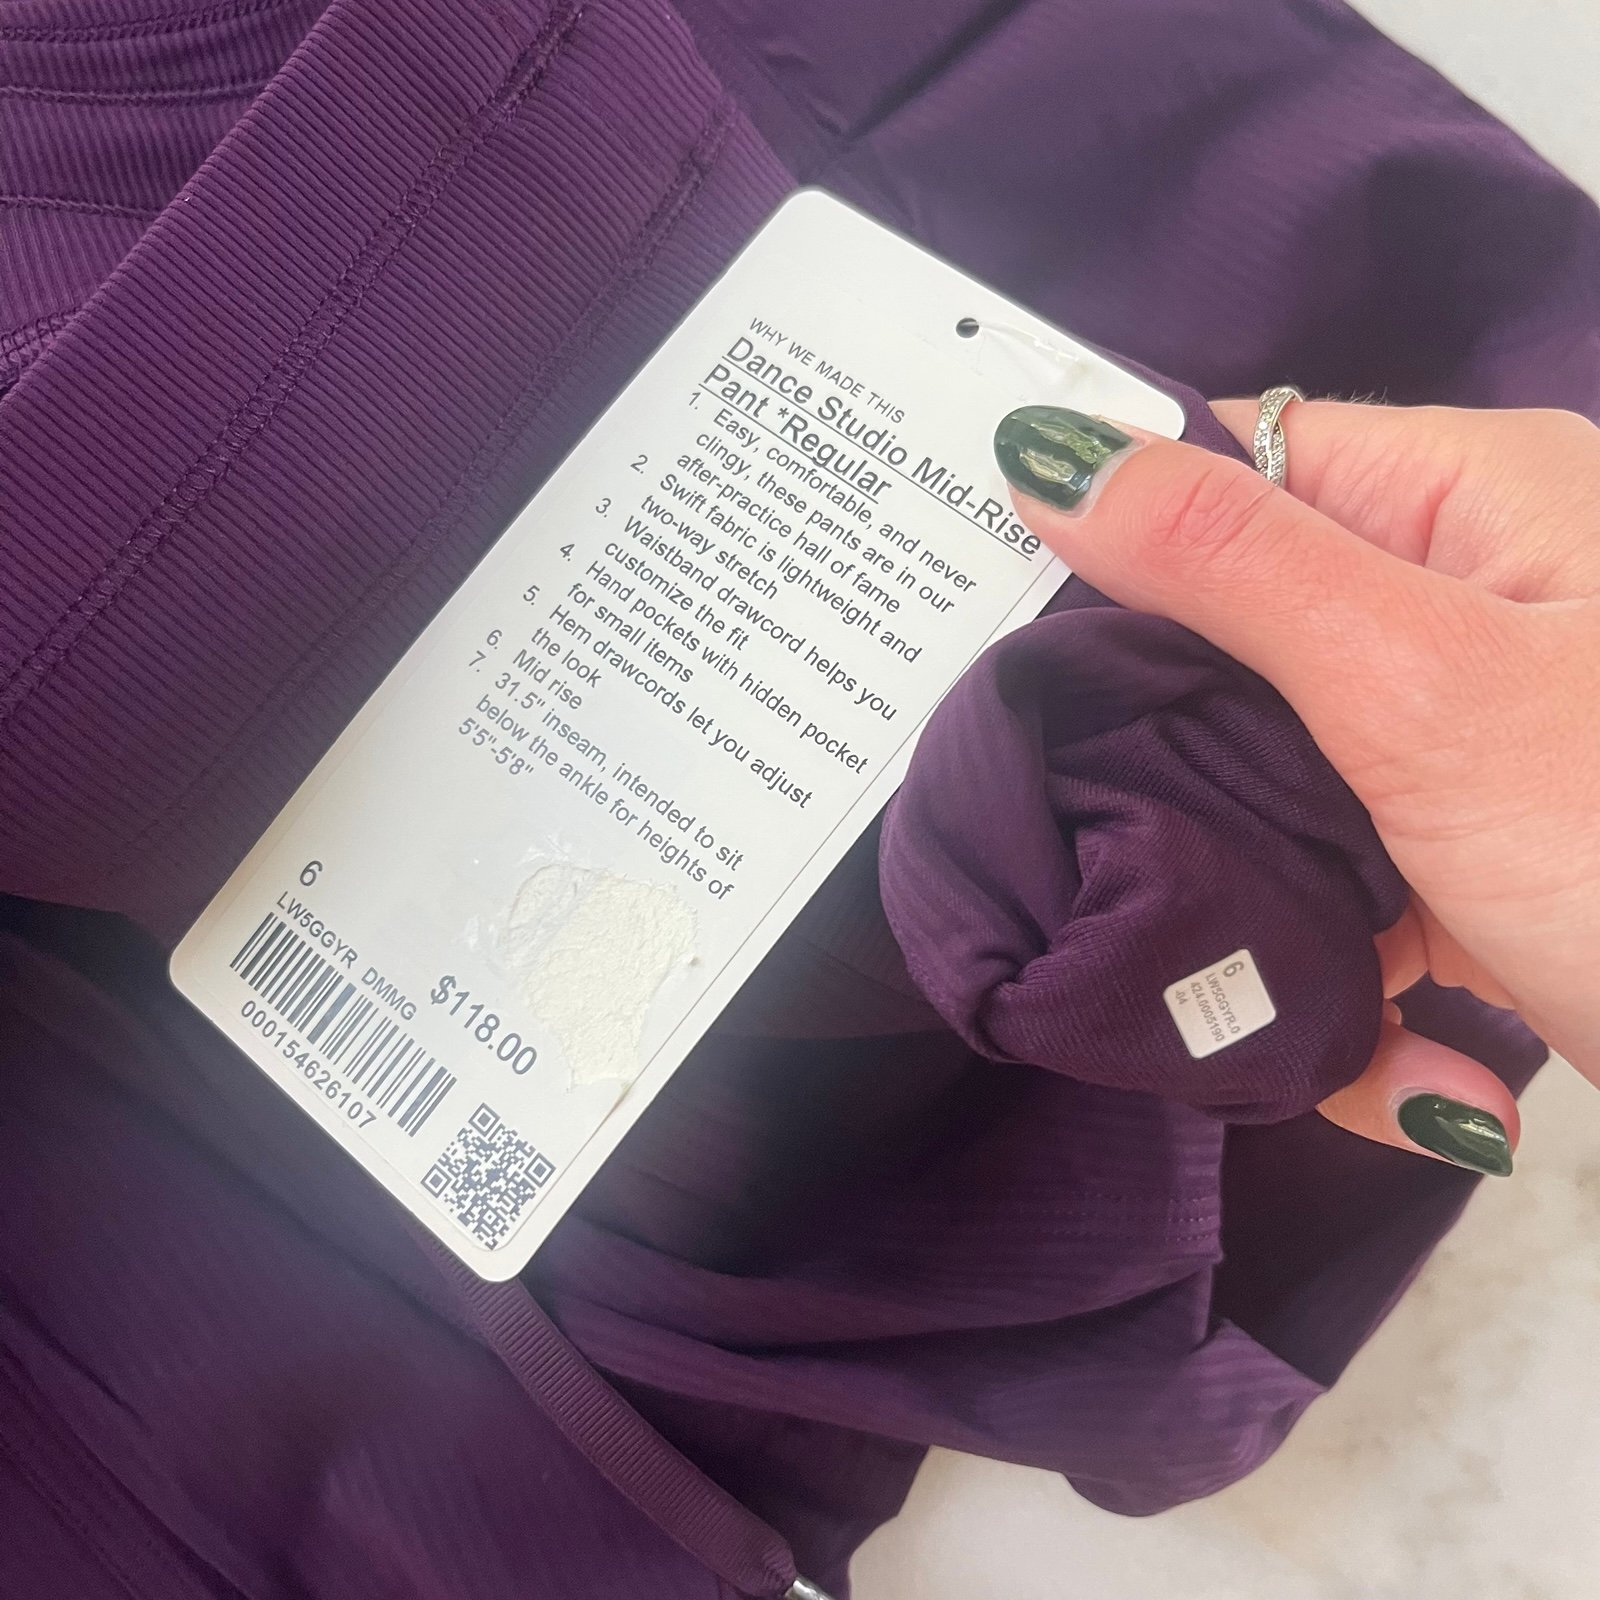 WHY WE MADE THIS
Dance Studio Mid-Rise
Pant *Regular
1. Easy, comfortable, and never
clingy, these pants are in our
after-practice hall of fame
2. Swift fabric is lightweight and
two-way stretch
3. Waistband drawcord helps you
customize the fit
4. Hand pockets with hidden pocket
for small items
5. Hem drawcords let you adjust
the look
6. Mid rise
7. 31.5" inseam, intended to sit
below the ankle for heights of
5'5"-5'8"
6
LW5GGYR DMMG
$118.00
000154626107
6
LW5GGYR.0
424.0005190
-04